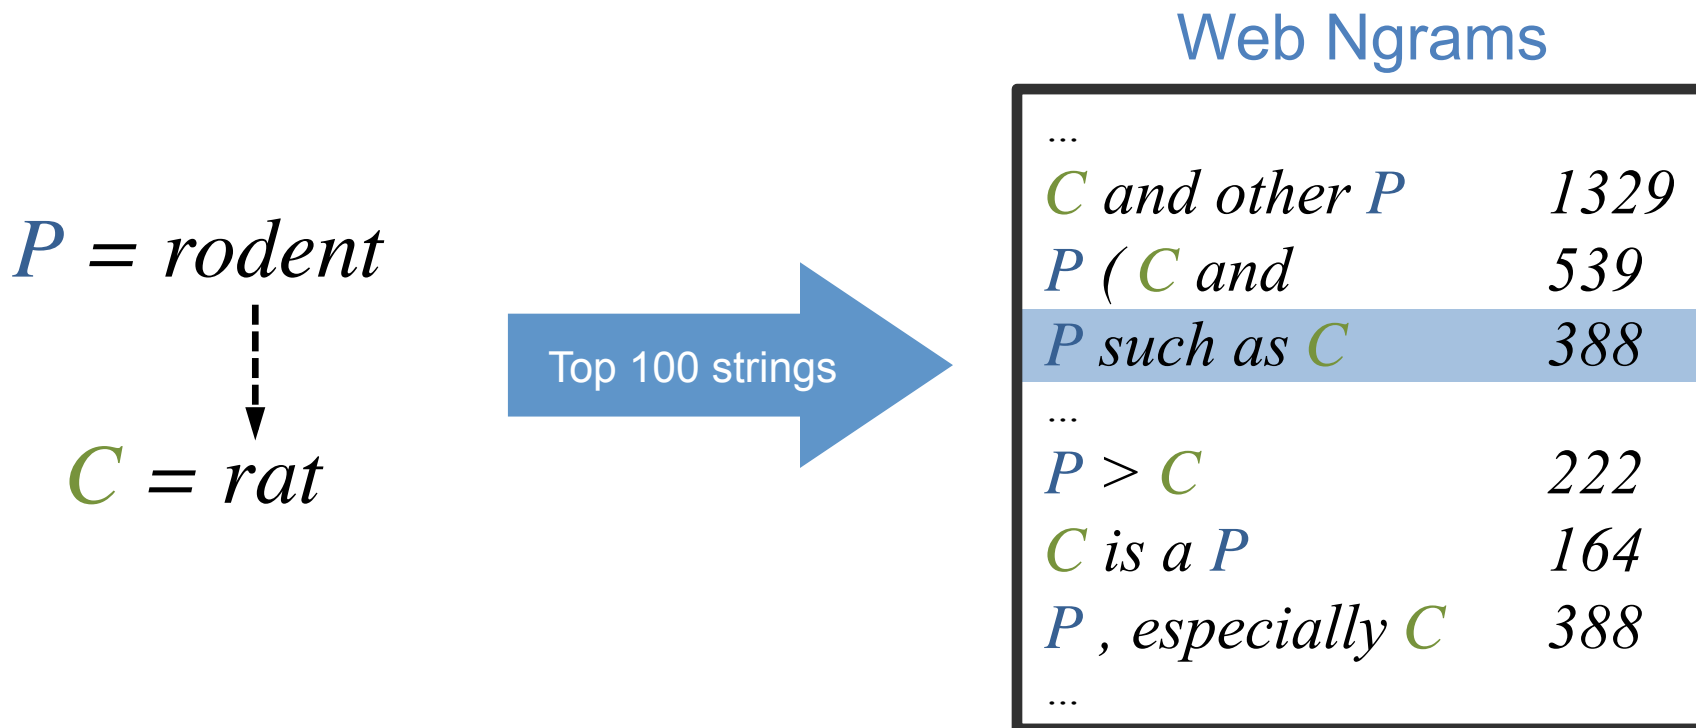 Web Ngrams
P = rodent
C = rat
Top 100 strings
...
C and other P 1329
P ( C and 539
P such as C 388
...
P > C 222
C is a P 164
P , especially C 388
...